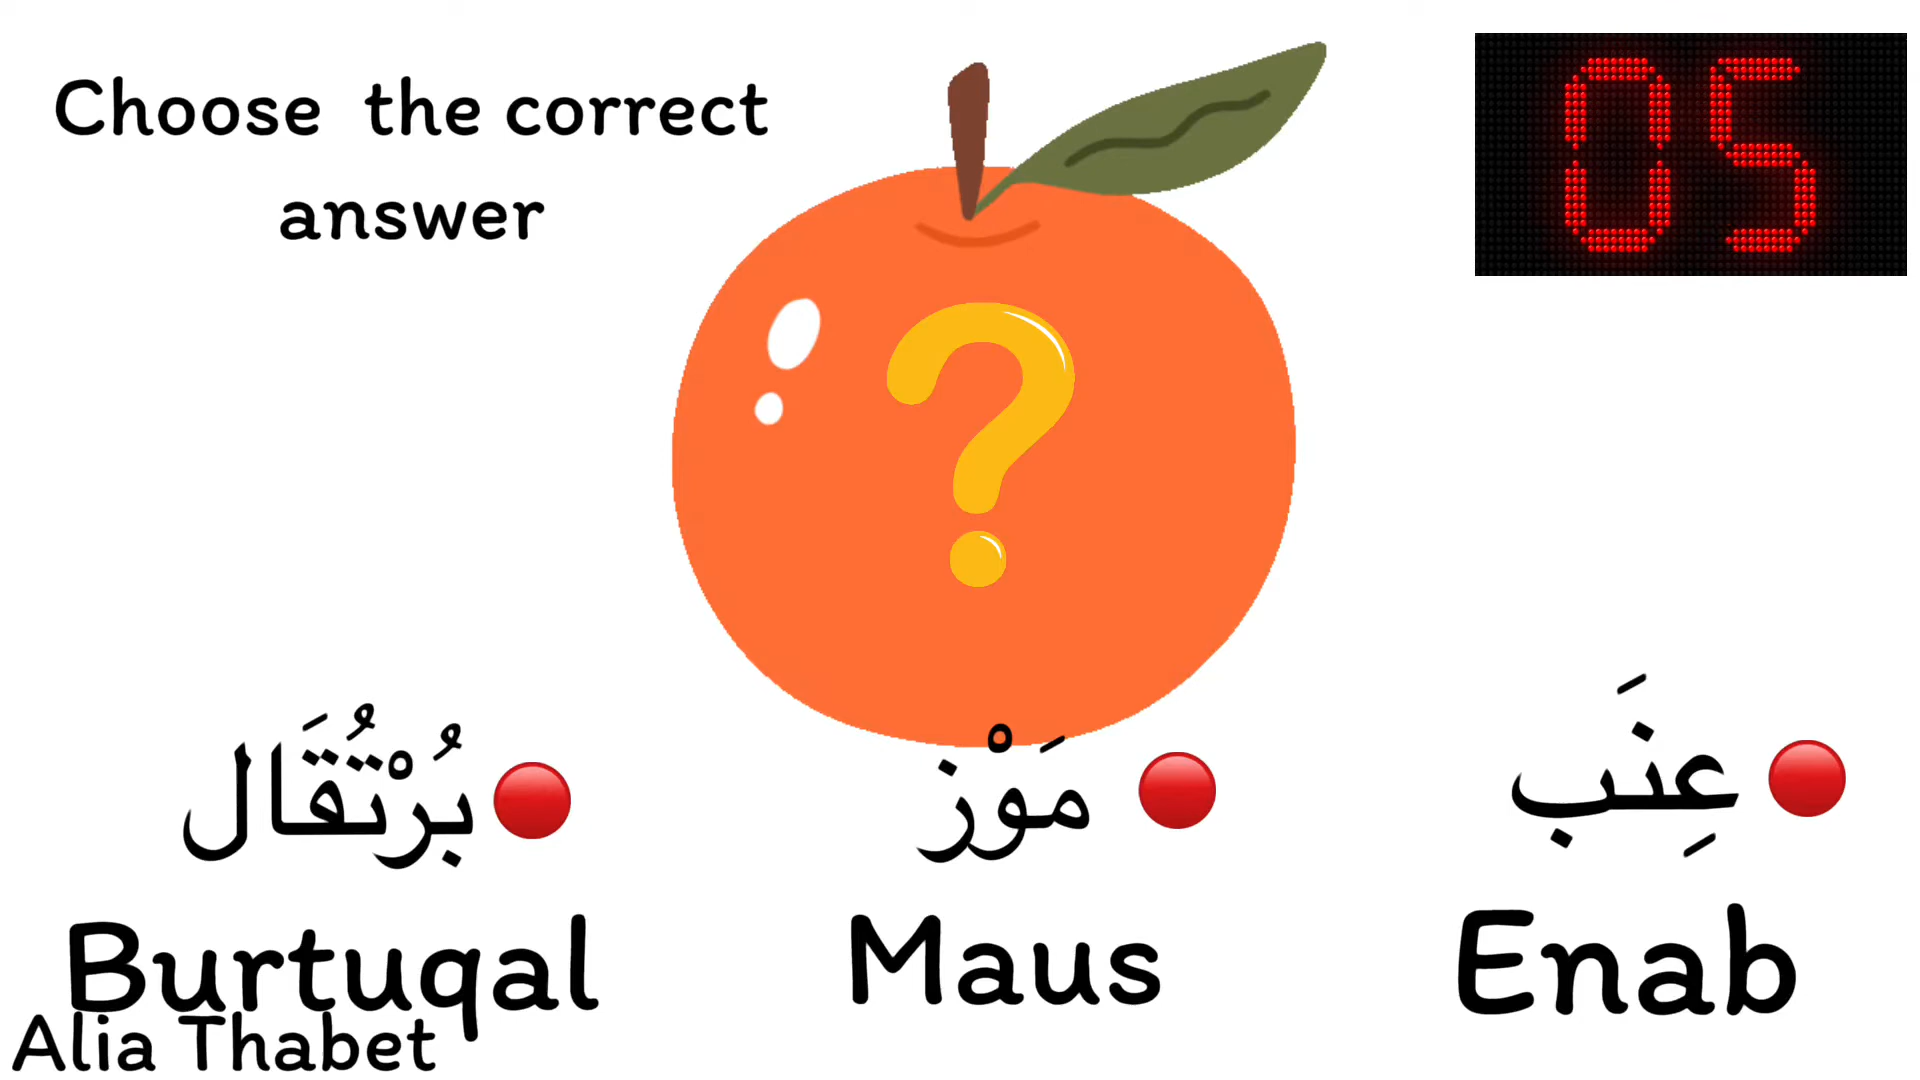 Choose the correct
answer
05
?
بُرْتُقَال
مَوْز
عِنَب
Burtuqal
Maus
Enab
Alia Thabet